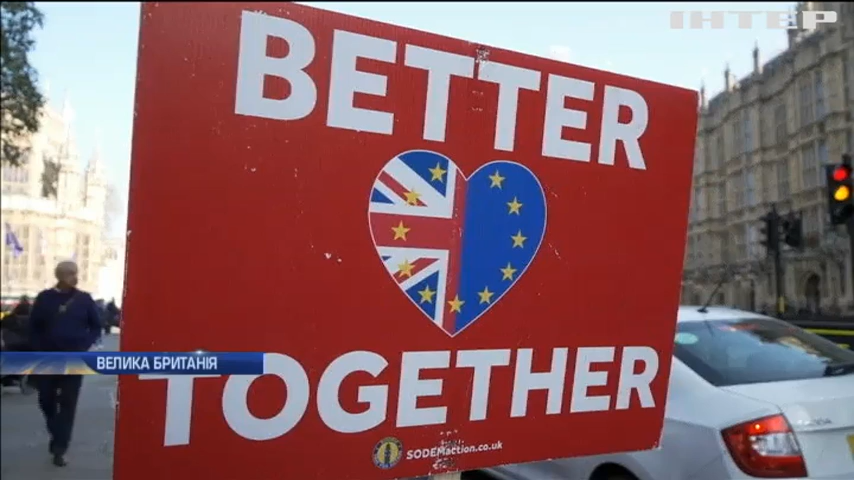 ІНТЕР
BETTER
TOGETHER
ВЕЛИКА БРИТАНІЯ
SODEMaction.co.uk